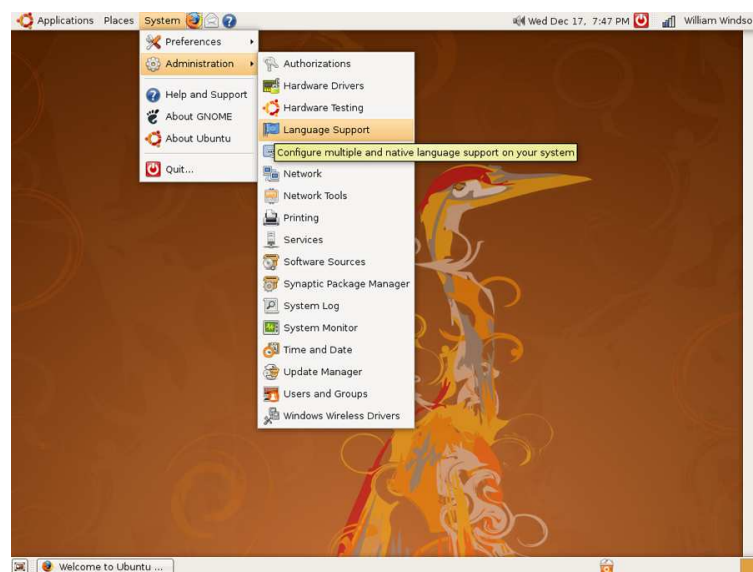 Applications Places System Wed Dec 17, 7:47 PM William Windso
Preferences
Administration
Help and Support
About GNOME
About Ubuntu
Quit...
Authorizations
Hardware Drivers
Hardware Testing
Language Support
Configure multiple and native language support on your system
Network
Network Tools
Printing
Services
Software Sources
Synaptic Package Manager
System Log
System Monitor
Time and Date
Update Manager
Users and Groups
Windows Wireless Drivers
Welcome to Ubuntu ...